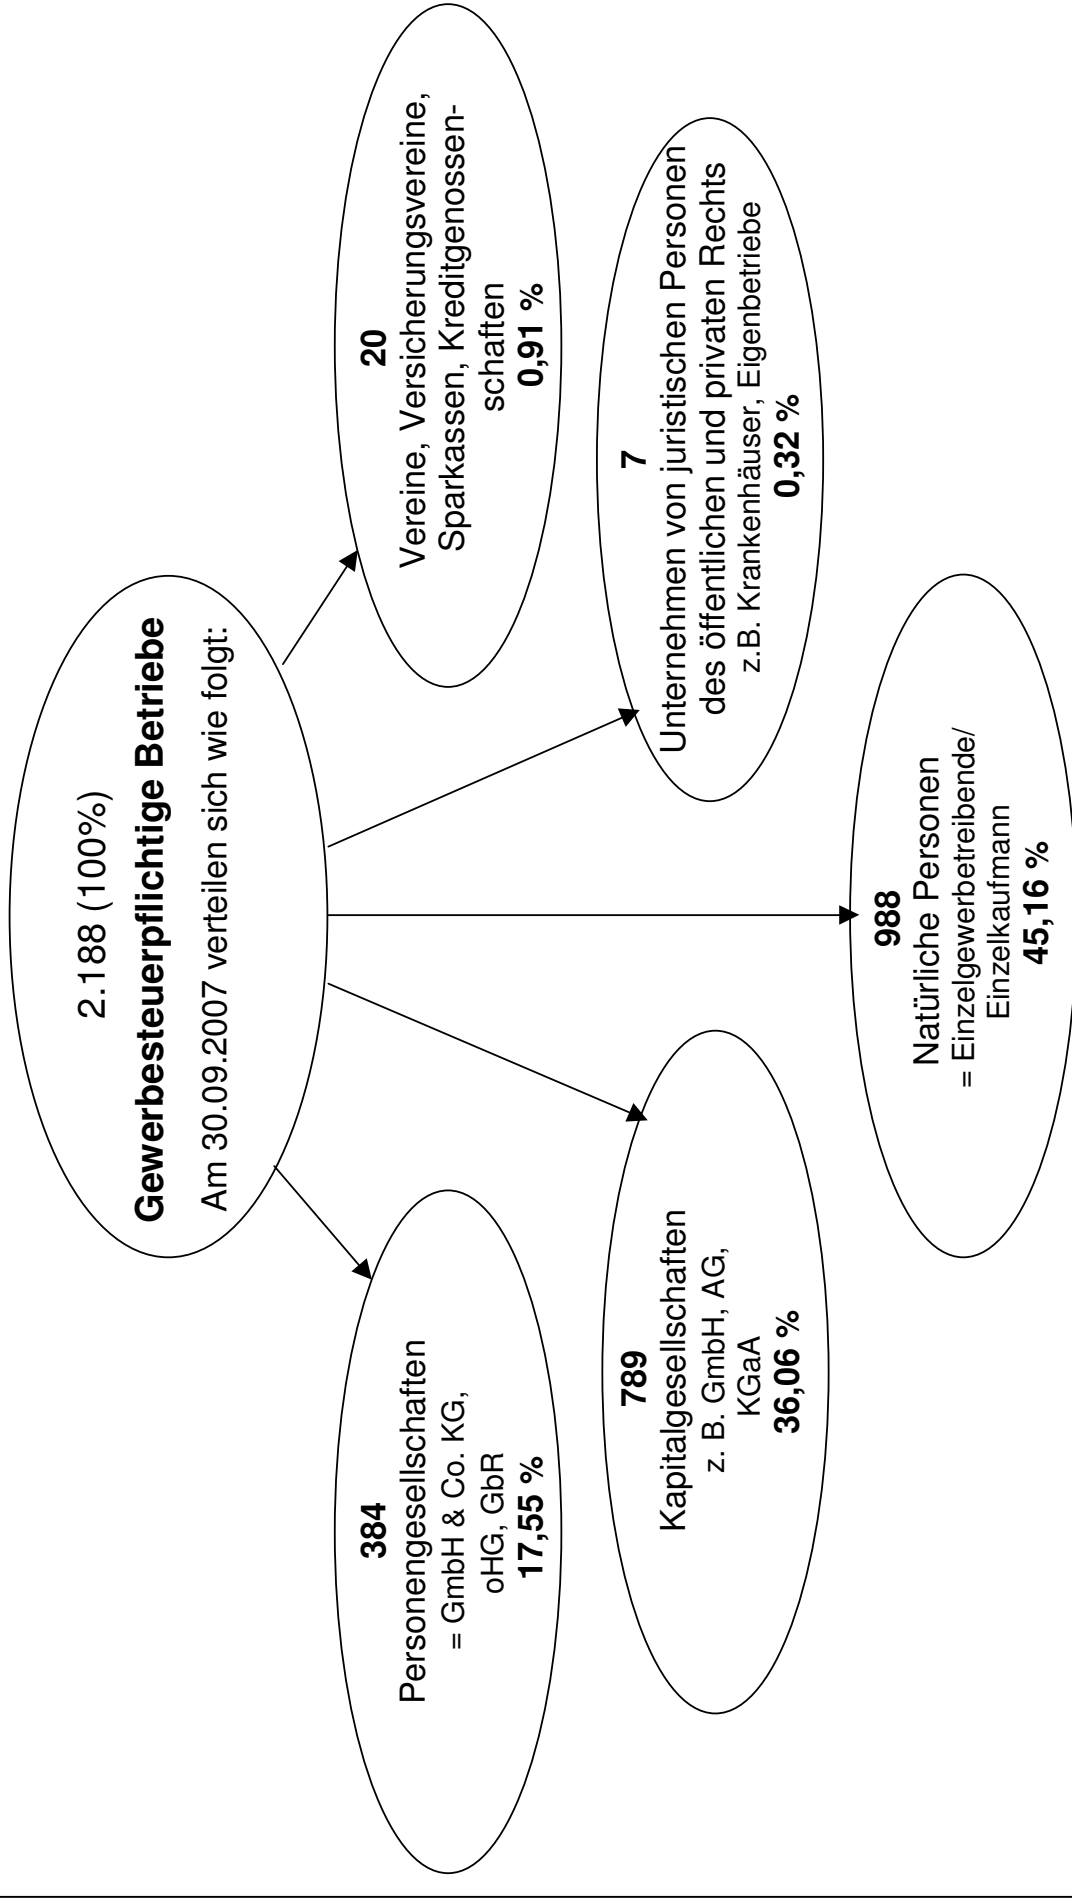 2.188 (100%)
Gewerbesteuerpflichtige Betriebe
Am 30.09.2007 verteilen sich wie folgt:
384
Personengesellschaften
= GmbH & Co. KG,
oHG, GbR
17,55 %
20
Vereine, Versicherungsvereine,
Sparkassen, Kreditgenossen-
schaften
0,91 %
789
Kapitalgesellschaften
z. B. GmbH, AG,
KGaA
36,06 %
7
Unternehmen von juristischen Personen
des öffentlichen und privaten Rechts
z.B. Krankenhäuser, Eigenbetriebe
0,32 %
988
Natürliche Personen
= Einzelgewerbetreibende/
Einzelkaufmann
45,16 %